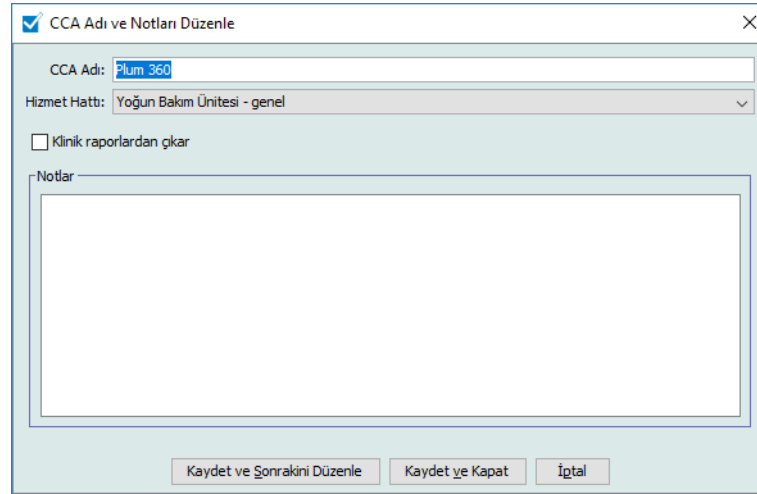 CCA Adı ve Notları Düzenle
CCA Adı: Plum 360
Hizmet Hattı: Yoğun Bakım Ünitesi - genel
Klinik raporlardan çıkar
Notlar
Kaydet ve Sonrakini Düzenle Kaydet ve Kapat İptal